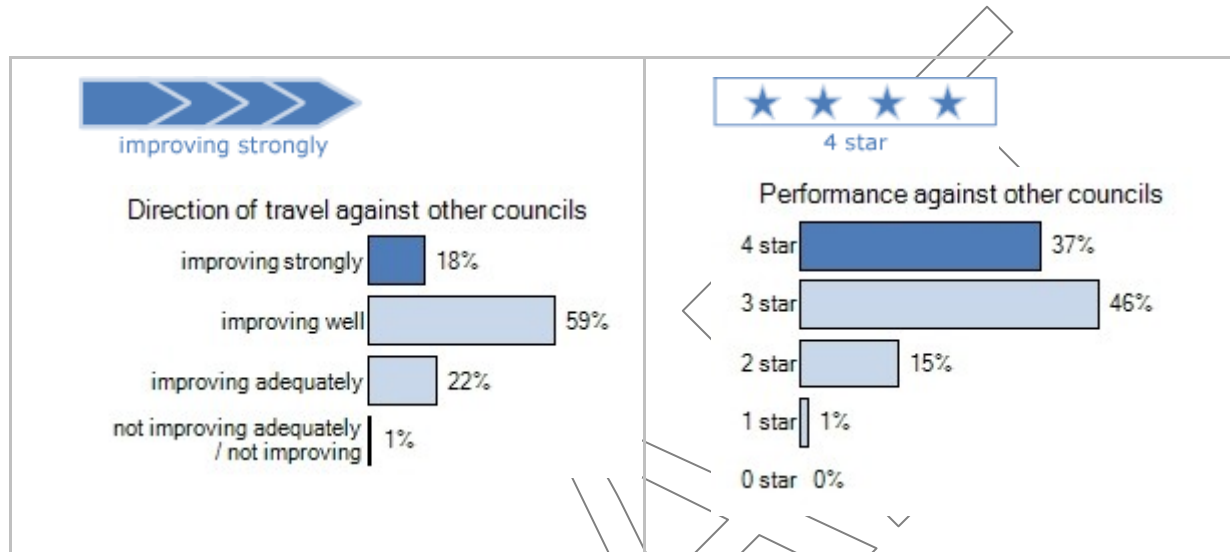 improving strongly
Direction of travel against other councils
improving strongly 18%
improving well 59%
improving adequately 22%
not improving adequately
/ not improving 1%
4 star
Performance against other councils
4 star 37%
3 star 46%
2 star 15%
1 star 1%
0 star 0%